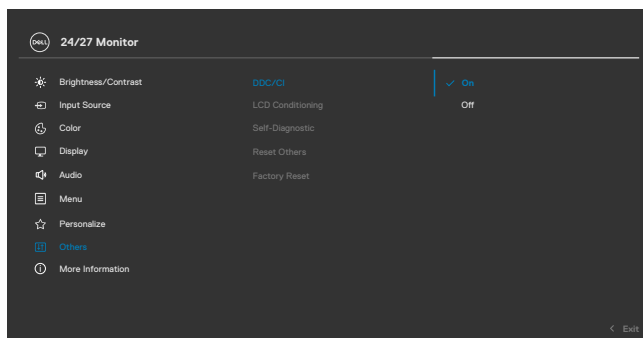 DELL 24/27 Monitor
Brightness/Contrast DDC/CI On
Input Source LCD Conditioning Off
Color Self-Diagnostic
Display Reset Others
Audio Factory Reset
Menu
Personalize
Others
More Information
Exit